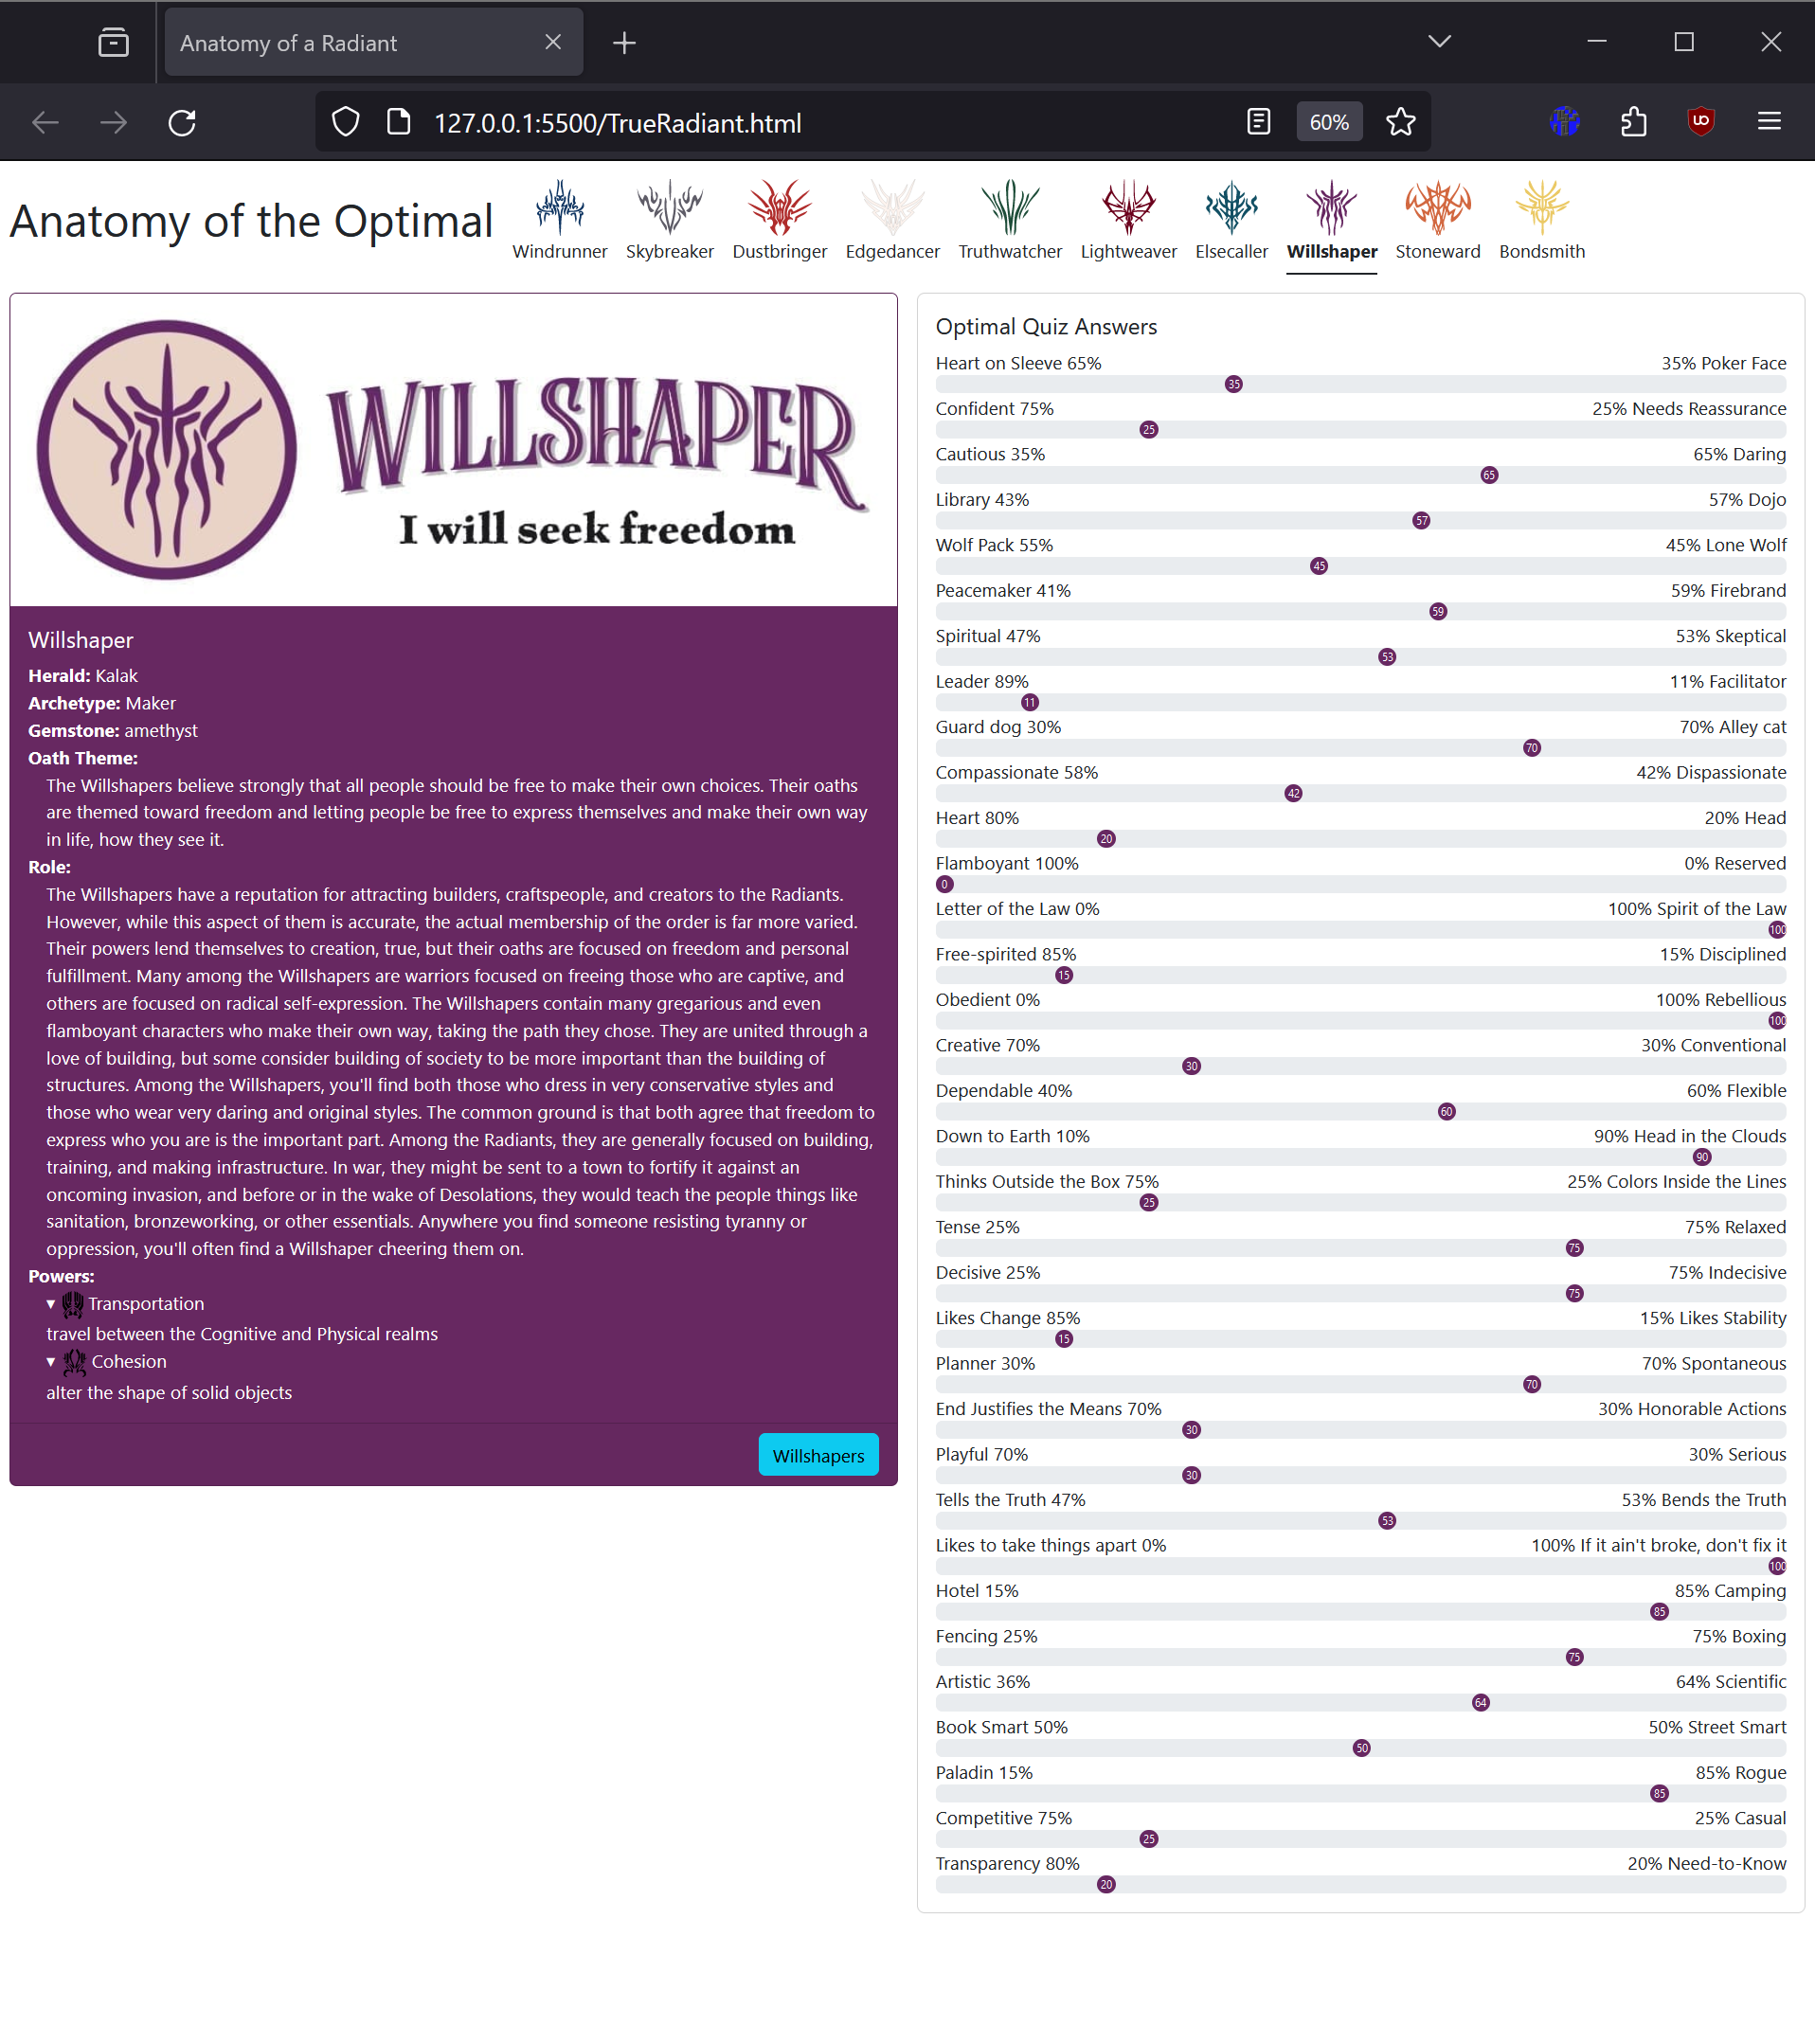 Anatomy of a Radiant
127.0.0.1:5500/TrueRadiant.html
60%
Anatomy of the Optimal
Windrunner
Skybreaker
Dustbringer
Edgedancer
Truthwatcher
Lightweaver
Elsecaller
Willshaper
Stoneward
Bondsmith
WILLSHAPER
I will seek freedom
Willshaper
Herald: Kalak
Archetype: Maker
Gemstone: amethyst
Oath Theme:
The Willshapers believe strongly that all people should be free to make their own choices. Their oaths
are themed toward freedom and letting people be free to express themselves and make their own way
in life, how they see it.
Role:
The Willshapers have a reputation for attracting builders, craftspeople, and creators to the Radiants.
However, while this aspect of them is accurate, the actual membership of the order is far more varied.
Their powers lend themselves to creation, true, but their oaths are focused on freedom and personal
fulfillment. Many among the Willshapers are warriors focused on freeing those who are captive, and
others are focused on radical self-expression. The Willshapers contain many gregarious and even
flamboyant characters who make their own way, taking the path they chose. They are united through a
love of building, but some consider building of society to be more important than the building of
structures. Among the Willshapers, you'll find both those who dress in very conservative styles and
those who wear very daring and original styles. The common ground is that both agree that freedom to
express who you are is the important part. Among the Radiants, they are generally focused on building,
training, and making infrastructure. In war, they might be sent to a town to fortify it against an
oncoming invasion, and before or in the wake of Desolations, they would teach the people things like
sanitation, bronzeworking, or other essentials. Anywhere you find someone resisting tyranny or
oppression, you'll often find a Willshaper cheering them on.
Powers:
Transportation
travel between the Cognitive and Physical realms
Cohesion
alter the shape of solid objects
Willshapers
Optimal Quiz Answers
Heart on Sleeve 65% 35% Poker Face
35
Confident 75% 25% Needs Reassurance
25
Cautious 35% 65% Daring
65
Library 43% 57% Dojo
57
Wolf Pack 55% 45% Lone Wolf
45
Peacemaker 41% 59% Firebrand
59
Spiritual 47% 53% Skeptical
53
Leader 89% 11% Facilitator
11
Guard dog 30% 70% Alley cat
70
Compassionate 58% 42% Dispassionate
42
Heart 80% 20% Head
20
Flamboyant 100% 0% Reserved
0
Letter of the Law 0% 100% Spirit of the Law
100
Free-spirited 85% 15% Disciplined
15
Obedient 0% 100% Rebellious
100
Creative 70% 30% Conventional
30
Dependable 40% 60% Flexible
60
Down to Earth 10% 90% Head in the Clouds
90
Thinks Outside the Box 75% 25% Colors Inside the Lines
25
Tense 25% 75% Relaxed
75
Decisive 25% 75% Indecisive
75
Likes Change 85% 15% Likes Stability
15
Planner 30% 70% Spontaneous
70
End Justifies the Means 70% 30% Honorable Actions
30
Playful 70% 30% Serious
30
Tells the Truth 47% 53% Bends the Truth
53
Likes to take things apart 0% 100% If it ain't broke, don't fix it
100
Hotel 15% 85% Camping
85
Fencing 25% 75% Boxing
75
Artistic 36% 64% Scientific
64
Book Smart 50% 50% Street Smart
50
Paladin 15% 85% Rogue
85
Competitive 75% 25% Casual
25
Transparency 80% 20% Need-to-Know
20